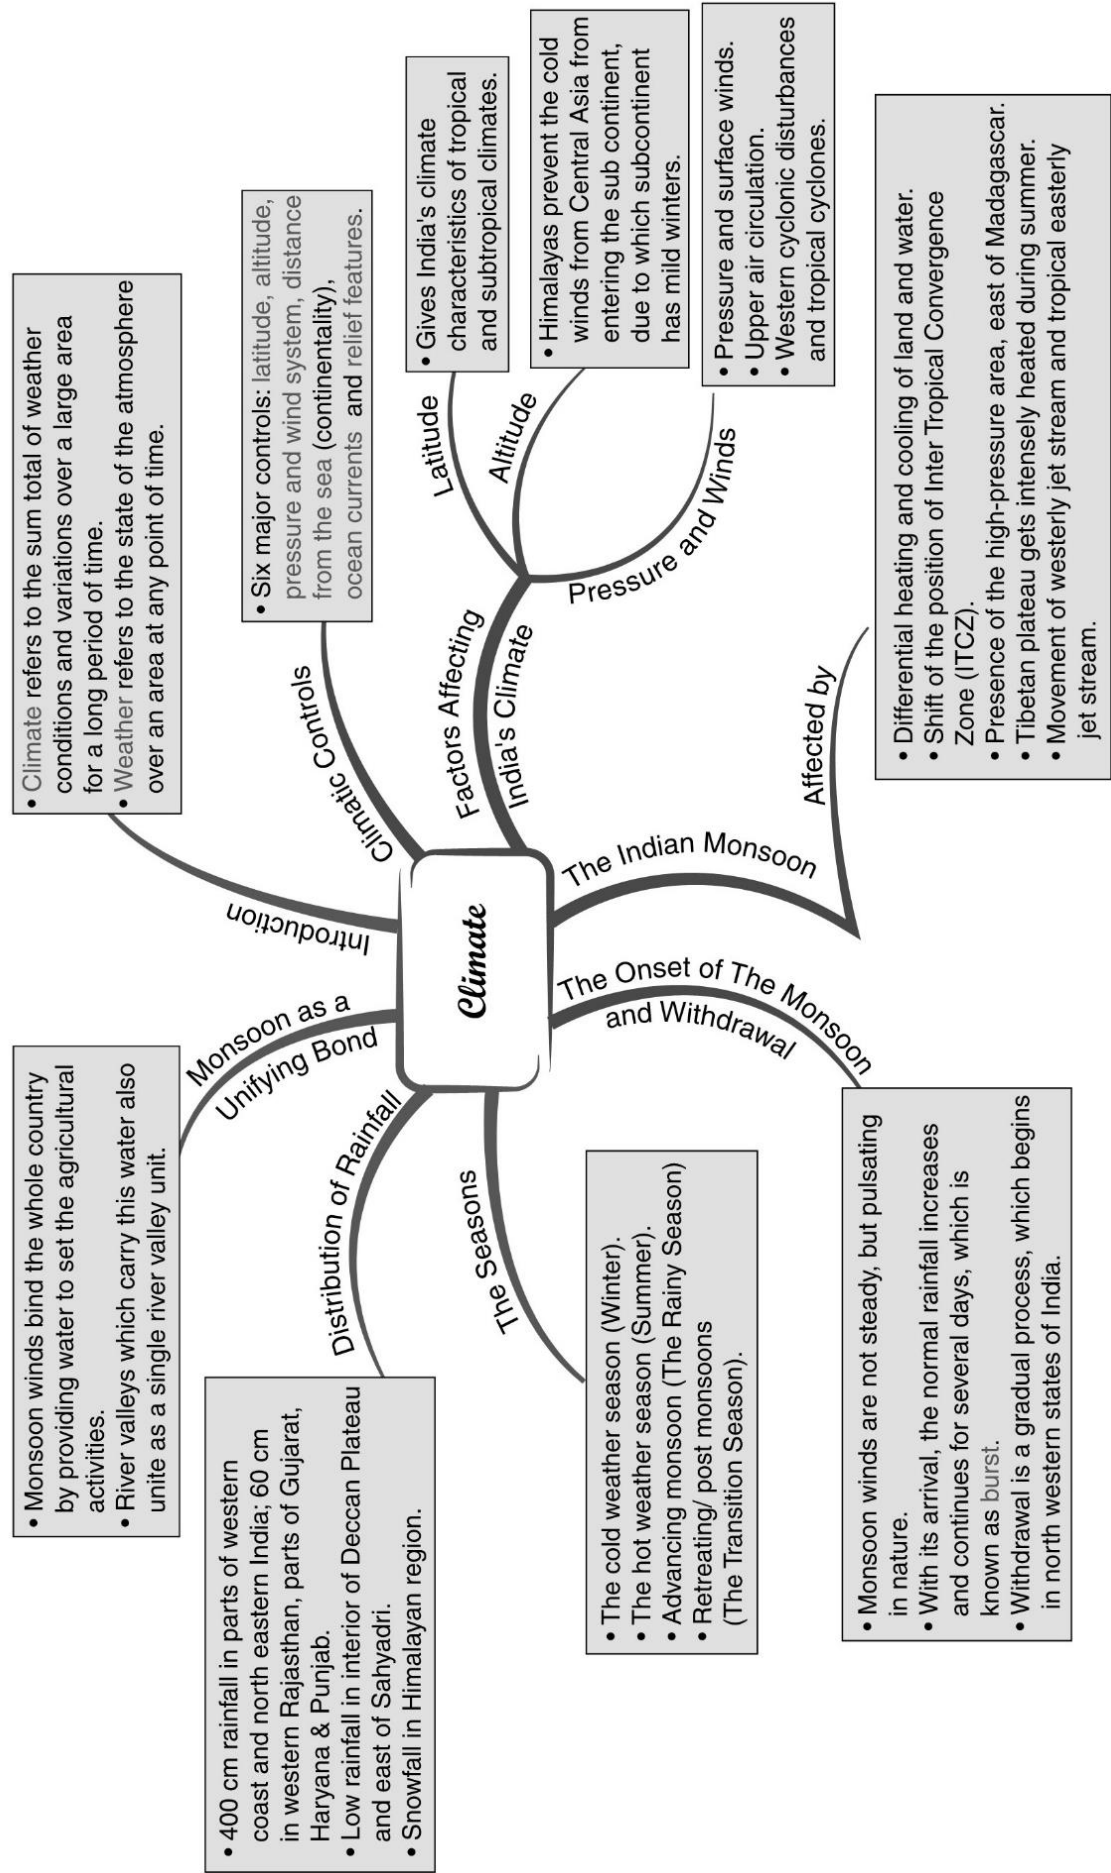 Climate
Introduction
• Climate refers to the sum total of weather
conditions and variations over a large area
for a long period of time.
• Weather refers to the state of the atmosphere
over an area at any point of time.
Climatic Controls
• Six major controls: latitude, altitude,
pressure and wind system, distance
from the sea (continentality),
ocean currents and relief features.
Factors Affecting
India's Climate
Latitude
• Gives India's climate
characteristics of tropical
and subtropical climates.
Altitude
• Himalayas prevent the cold
winds from Central Asia from
entering the sub continent,
due to which subcontinent
has mild winters.
Pressure and Winds
• Pressure and surface winds.
• Upper air circulation.
• Western cyclonic disturbances
and tropical cyclones.
The Indian Monsoon
Affected by
• Differential heating and cooling of land and water.
• Shift of the position of Inter Tropical Convergence
Zone (ITCZ).
• Presence of the high-pressure area, east of Madagascar.
• Tibetan plateau gets intensely heated during summer.
• Movement of westerly jet stream and tropical easterly
jet stream.
The Onset of The Monsoon
and Withdrawal
• Monsoon winds are not steady, but pulsating
in nature.
• With its arrival, the normal rainfall increases
and continues for several days, which is
known as burst.
• Withdrawal is a gradual process, which begins
in north western states of India.
The Seasons
• The cold weather season (Winter).
• The hot weather season (Summer).
• Advancing monsoon (The Rainy Season)
• Retreating/ post monsoons
(The Transition Season).
Distribution of Rainfall
• 400 cm rainfall in parts of western
coast and north eastern India; 60 cm
in western Rajasthan, parts of Gujarat,
Haryana & Punjab.
• Low rainfall in interior of Deccan Plateau
and east of Sahyadri.
• Snowfall in Himalayan region.
Monsoon as a
Unifying Bond
• Monsoon winds bind the whole country
by providing water to set the agricultural
activities.
• River valleys which carry this water also
unite as a single river valley unit.